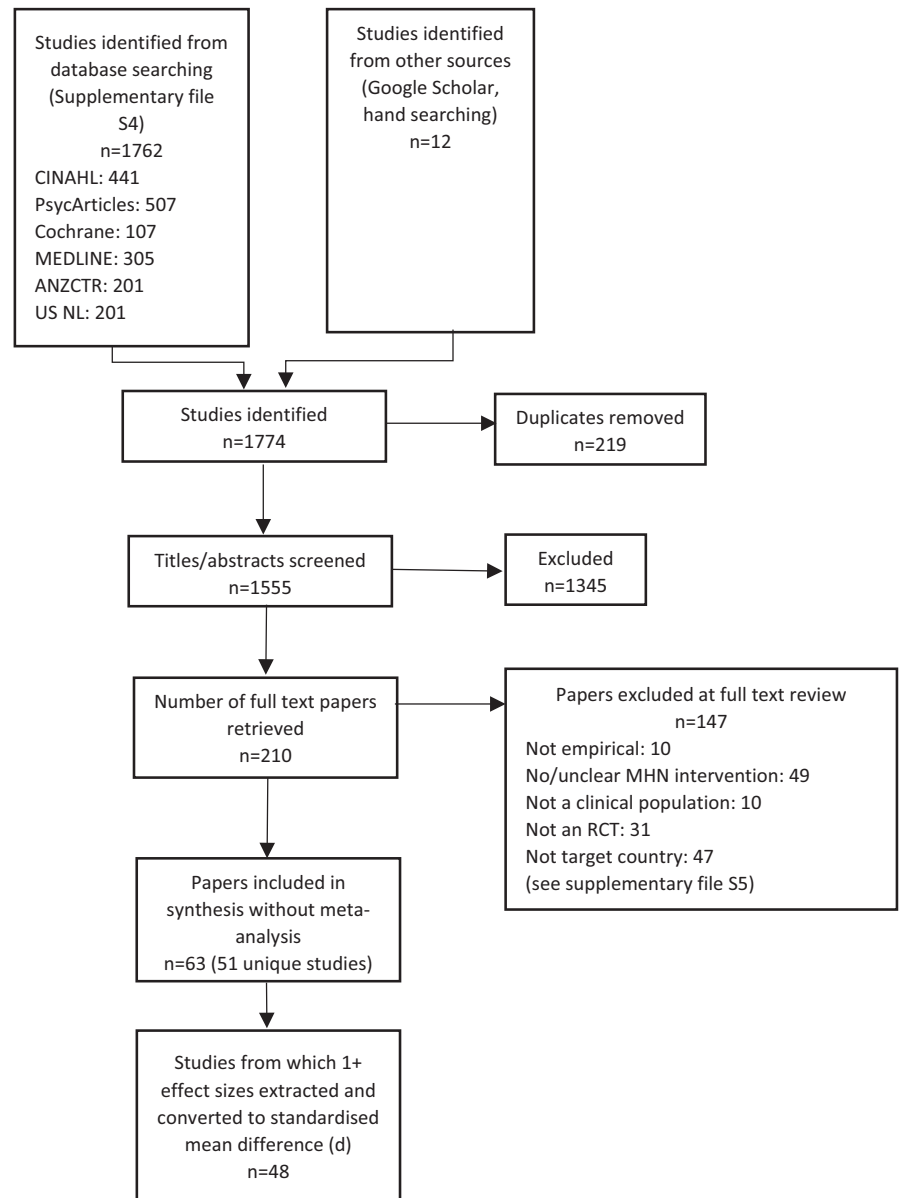 Studies identified from
database searching
(Supplementary file
S4)
n=1762
CINAHL: 441
PsycArticles: 507
Cochrane: 107
MEDLINE: 305
ANZCTR: 201
US NL: 201
Studies identified
from other sources
(Google Scholar,
hand searching)
n=12
Studies identified
n=1774
Duplicates removed
n=219
Titles/abstracts screened
n=1555
Excluded
n=1345
Number of full text papers
retrieved
n=210
Papers excluded at full text review
n=147
Not empirical: 10
No/unclear MHN intervention: 49
Not a clinical population: 10
Not an RCT: 31
Not target country: 47
(see supplementary file S5)
Papers included in
synthesis without meta-
analysis
n=63 (51 unique studies)
Studies from which 1+
effect sizes extracted and
converted to standardised
mean difference (d)
n=48